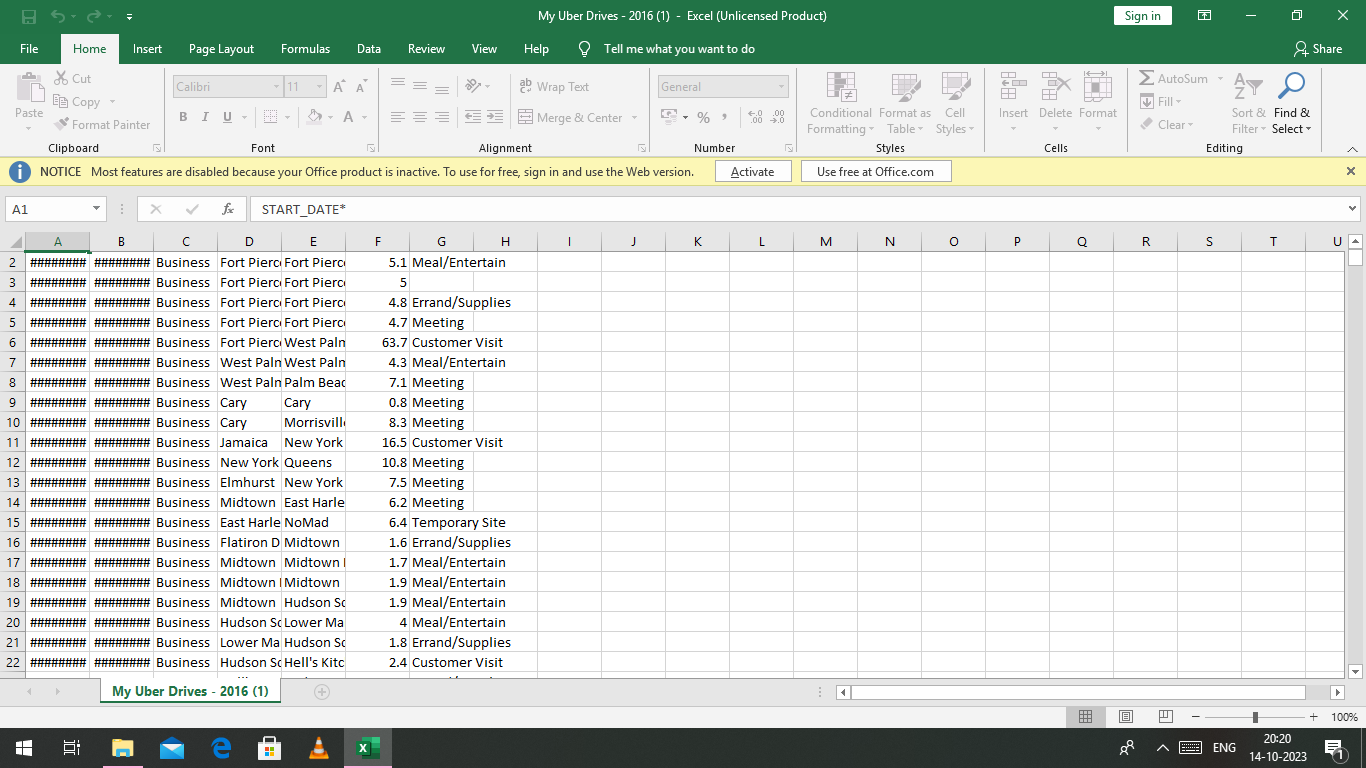 My Uber Drives - 2016 (1) - Excel (Unlicensed Product)
Sign in
File Home Insert Page Layout Formulas Data Review View Help Tell me what you want to do Share
Cut
Copy
Format Painter
Paste
Clipboard
Calibri 11
B I U
Font
Wrap Text
Merge & Center
Alignment
General
Number
Conditional Formatting
Format as Table
Cell Styles
Styles
Insert Delete Format
Cells
AutoSum
Fill
Clear
Sort & Filter
Find & Select
Editing
NOTICE Most features are disabled because your Office product is inactive. To use for free, sign in and use the Web version. Activate Use free at Office.com
A1 fx START_DATE*
A B C D E F G H I J K L M N O P Q R S T U
2 ######## ######## Business Fort Pierc Fort Pierc 5.1 Meal/Entertain
3 ######## ######## Business Fort Pierc Fort Pierc 5
4 ######## ######## Business Fort Pierc Fort Pierc 4.8 Errand/Supplies
5 ######## ######## Business Fort Pierc Fort Pierc 4.7 Meeting
6 ######## ######## Business Fort Pierc West Palm 63.7 Customer Visit
7 ######## ######## Business West Palm West Palm 4.3 Meal/Entertain
8 ######## ######## Business West Palm Palm Beac 7.1 Meeting
9 ######## ######## Business Cary Cary 0.8 Meeting
10 ######## ######## Business Cary Morrisville 8.3 Meeting
11 ######## ######## Business Jamaica New York 16.5 Customer Visit
12 ######## ######## Business New York Queens 10.8 Meeting
13 ######## ######## Business Elmhurst New York 7.5 Meeting
14 ######## ######## Business Midtown East Harle 6.2 Meeting
15 ######## ######## Business East Harle NoMad 6.4 Temporary Site
16 ######## ######## Business Flatiron D Midtown 1.6 Errand/Supplies
17 ######## ######## Business Midtown Midtown 1.7 Meal/Entertain
18 ######## ######## Business Midtown Midtown 1.9 Meal/Entertain
19 ######## ######## Business Midtown Hudson Sq 1.9 Meal/Entertain
20 ######## ######## Business Hudson Sq Lower Ma 4 Meal/Entertain
21 ######## ######## Business Lower Ma Hudson Sq 1.8 Errand/Supplies
22 ######## ######## Business Hudson Sq Hell's Kitc 2.4 Customer Visit
My Uber Drives - 2016 (1)
100%
ENG
20:20
14-10-2023
1